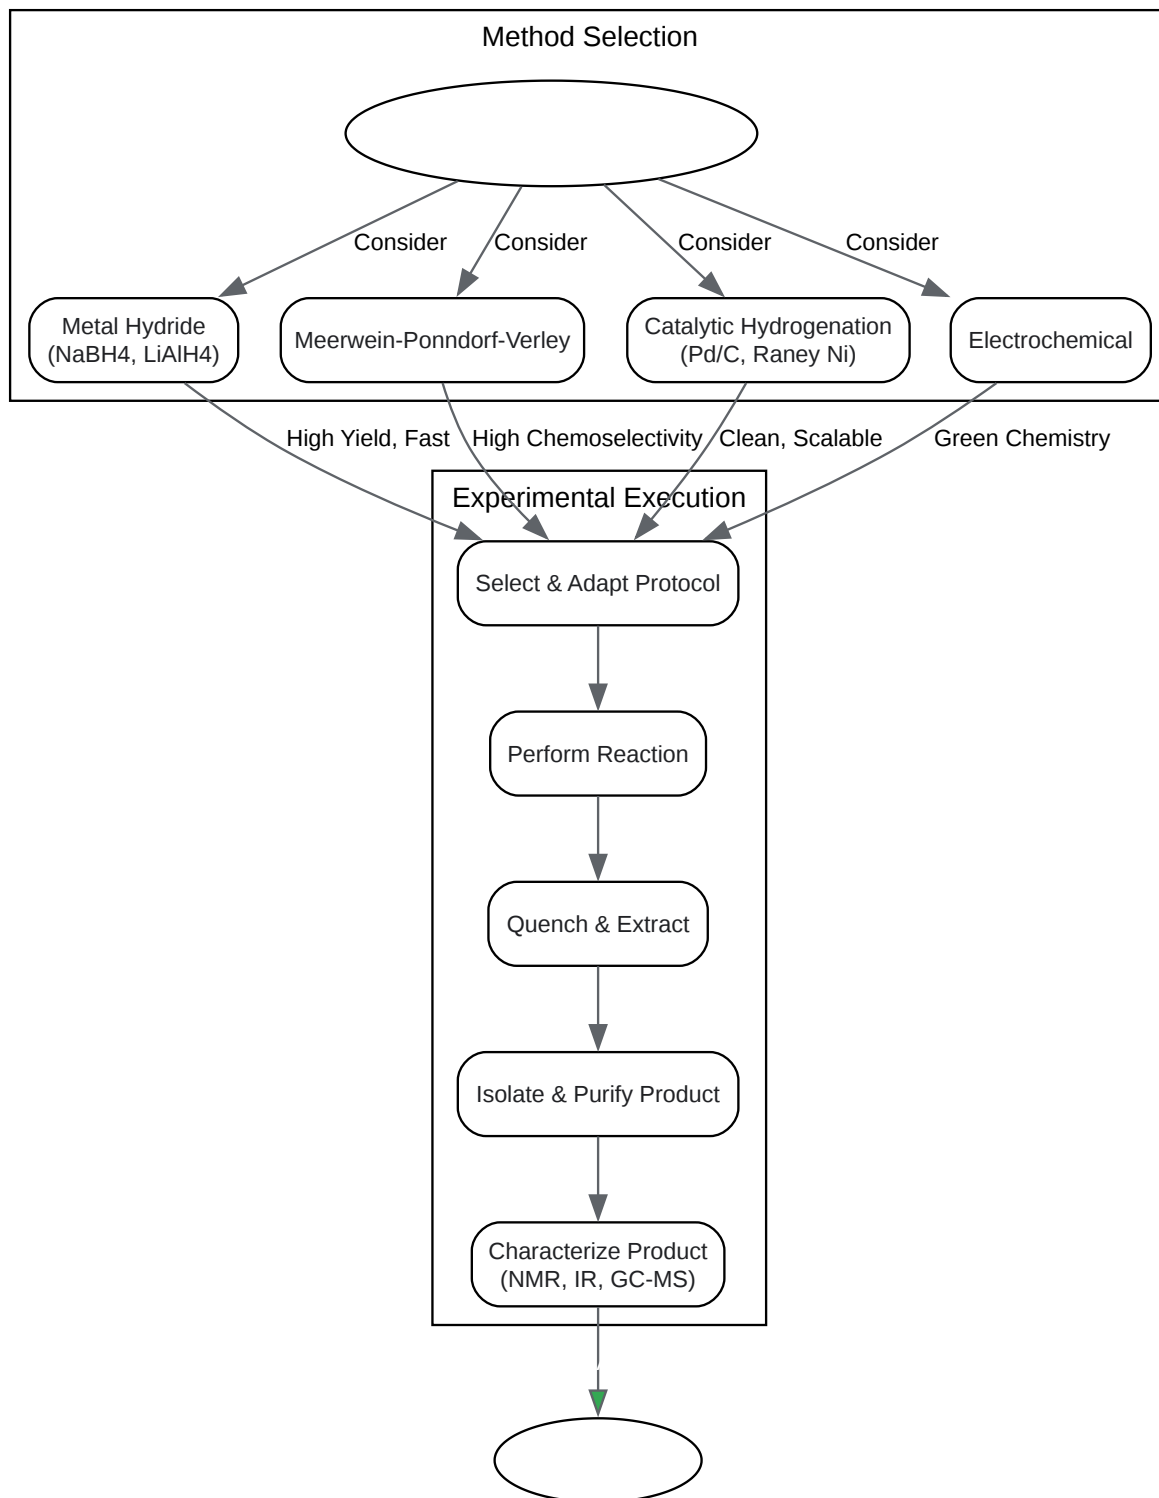 Method Selection
Consider
Consider
Consider
Consider
Metal Hydride
(NaBH4, LiAlH4)
Meerwein-Ponndorf-Verley
Catalytic Hydrogenation
(Pd/C, Raney Ni)
Electrochemical
High Yield, Fast
High Chemoselectivity
Clean, Scalable
Green Chemistry
Experimental Execution
Select & Adapt Protocol
Perform Reaction
Quench & Extract
Isolate & Purify Product
Characterize Product
(NMR, IR, GC-MS)